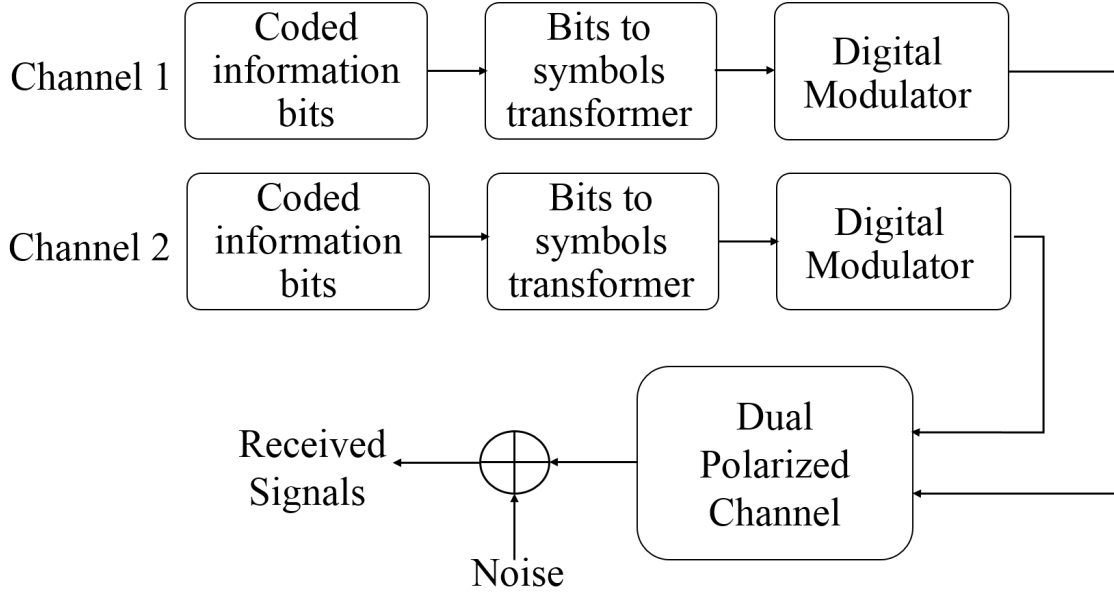 Channel 1
Coded
information
bits
Bits to
symbols
transformer
Digital
Modulator
Channel 2
Coded
information
bits
Bits to
symbols
transformer
Digital
Modulator
Received
Signals
Noise
Dual
Polarized
Channel